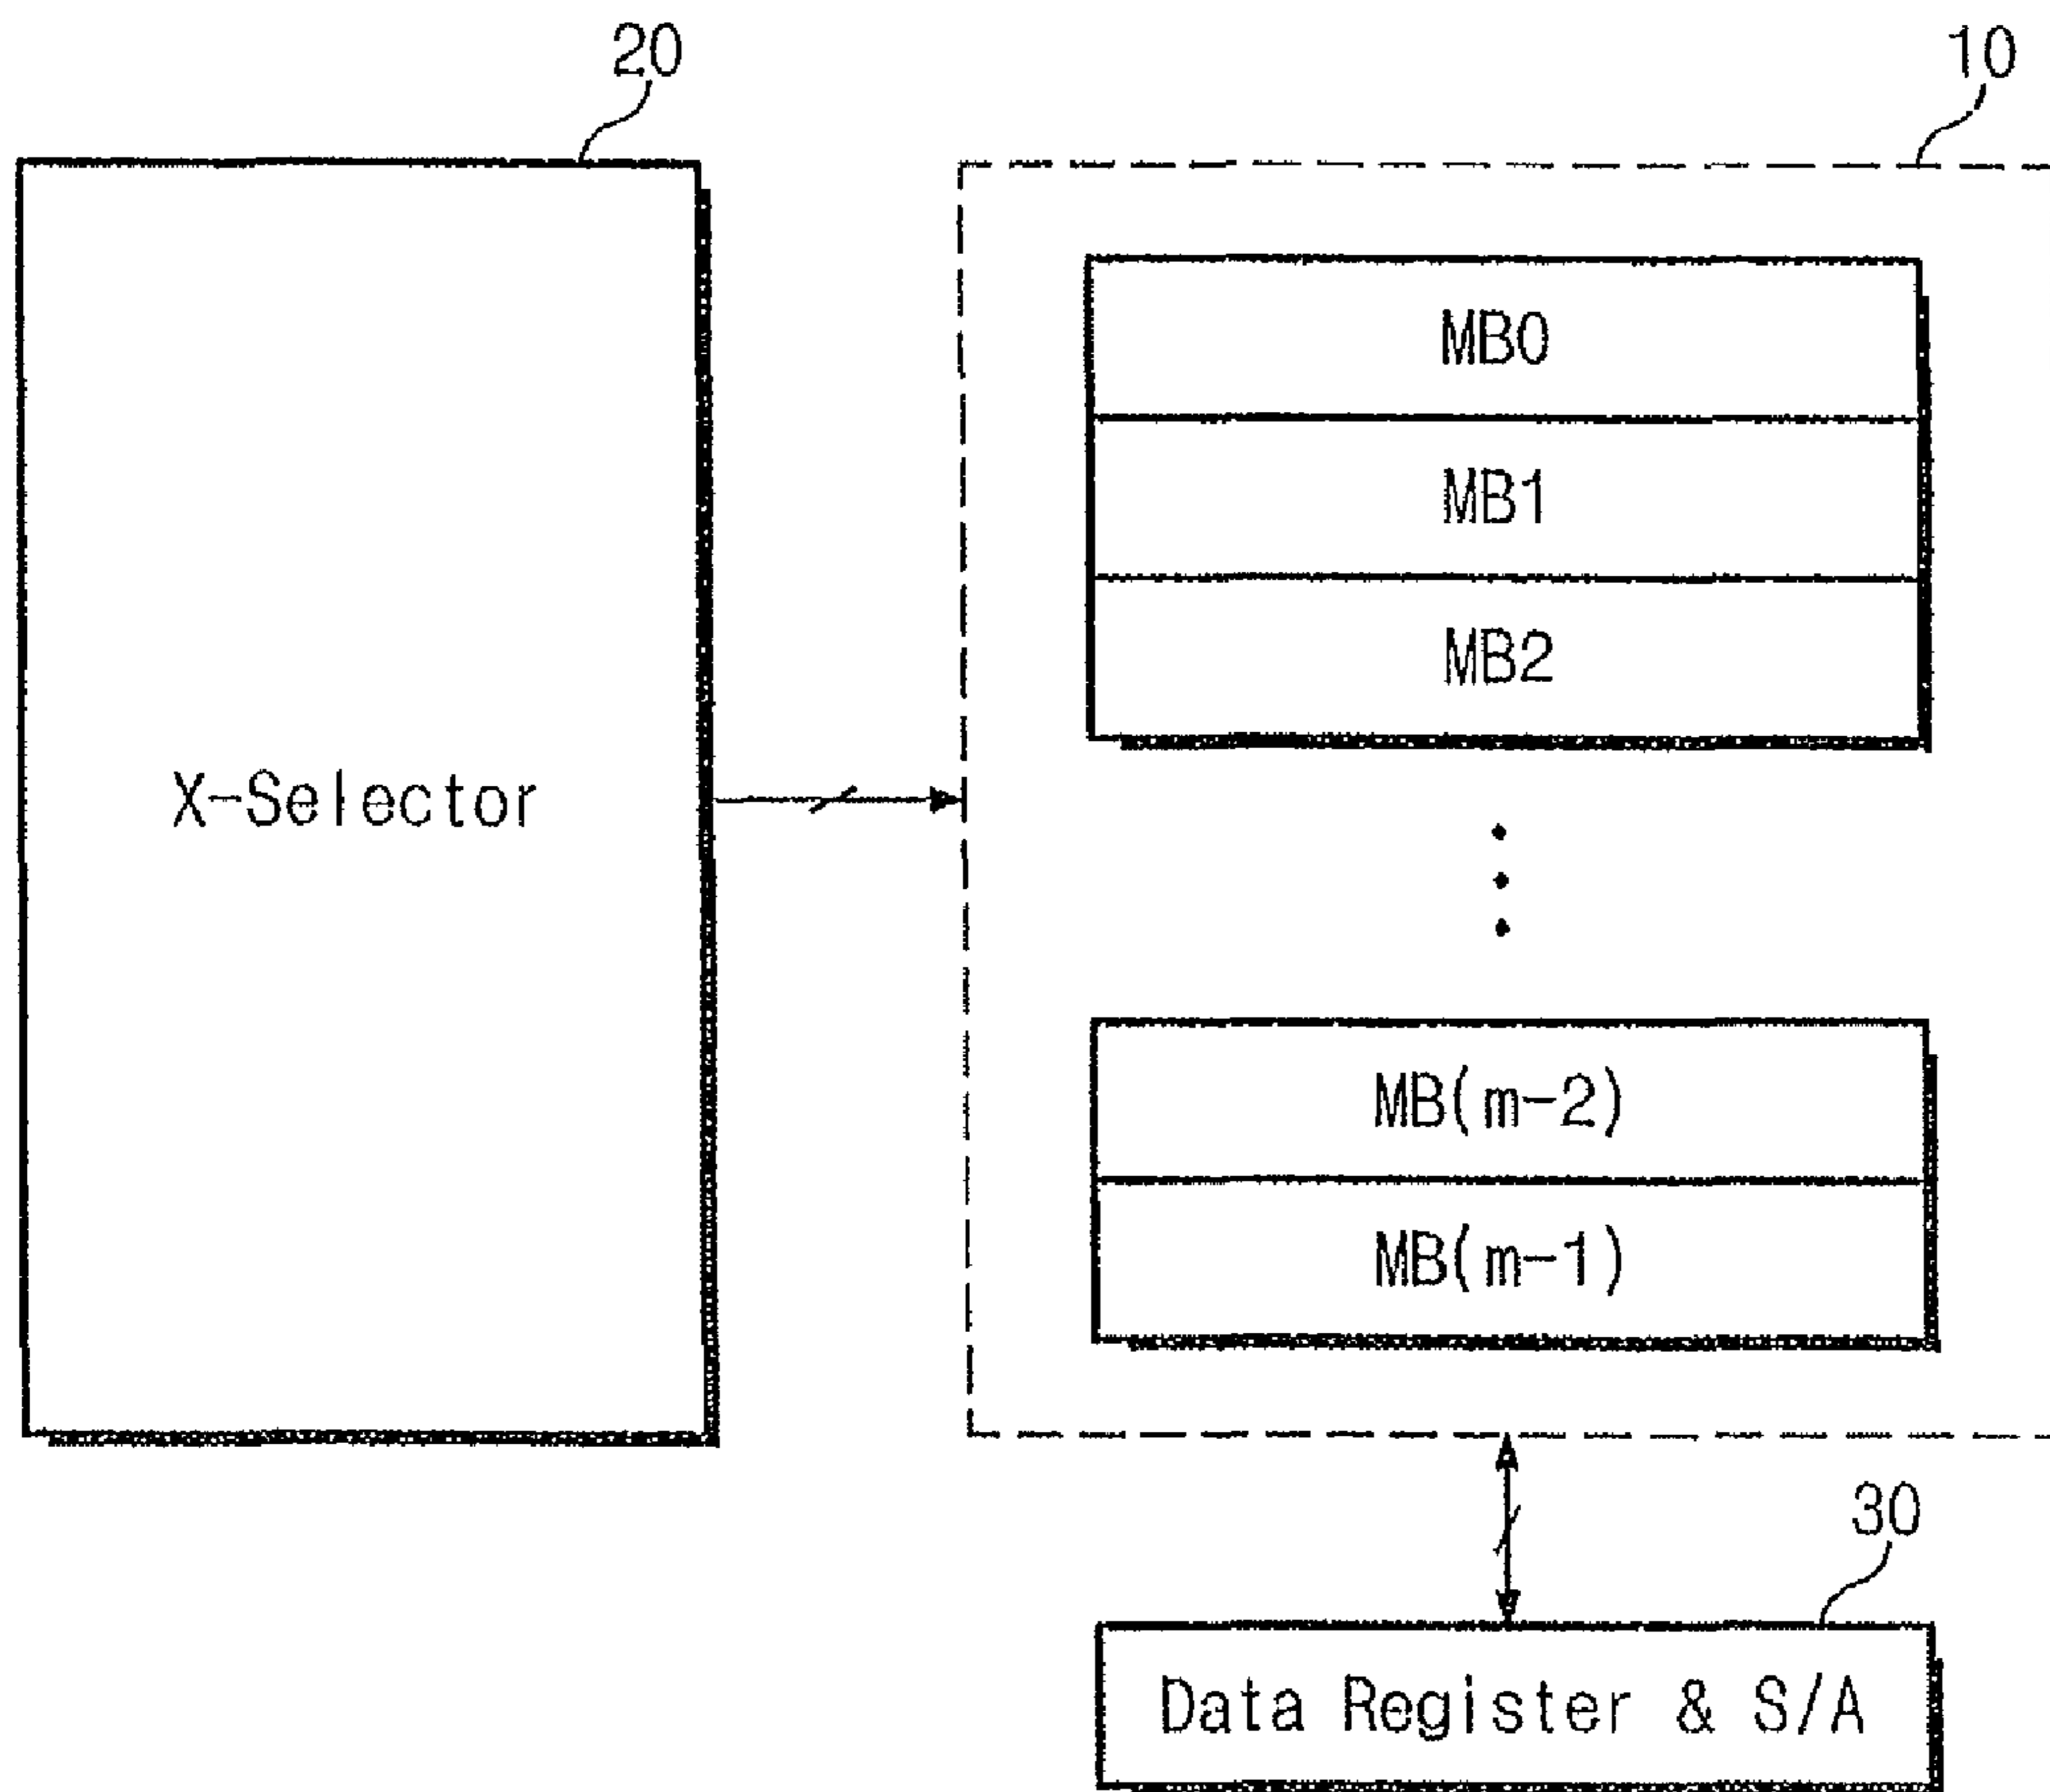 20
10
MB0
MB1
MB2
X-Selector
MB(m-2)
MB(m-1)
30
Data Register & S/A